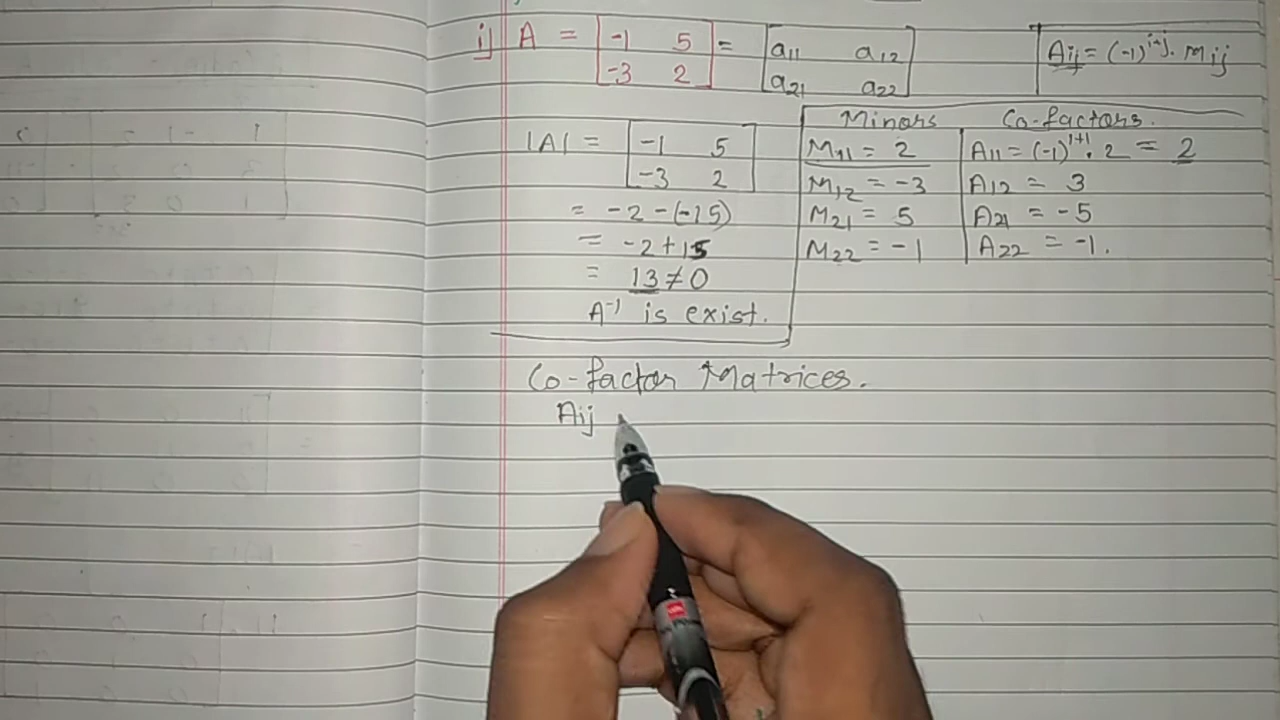 i) A = [-1 5 -3 2] = [a11 a12 a21 a22]
Aij = (-1)^i+j . Mij
|A| = |-1 5
-3 2|
= -2-(-15)
= -2+15
= 13 ≠ 0
A^-1 is exist.
Minors Co-factors.
M11 = 2 A11 = (-1)^1+1 . 2 = 2
M12 = -3 A12 = 3
M21 = 5 A21 = -5
M22 = -1 A22 = -1.
Co-factor Matrices.
Aij